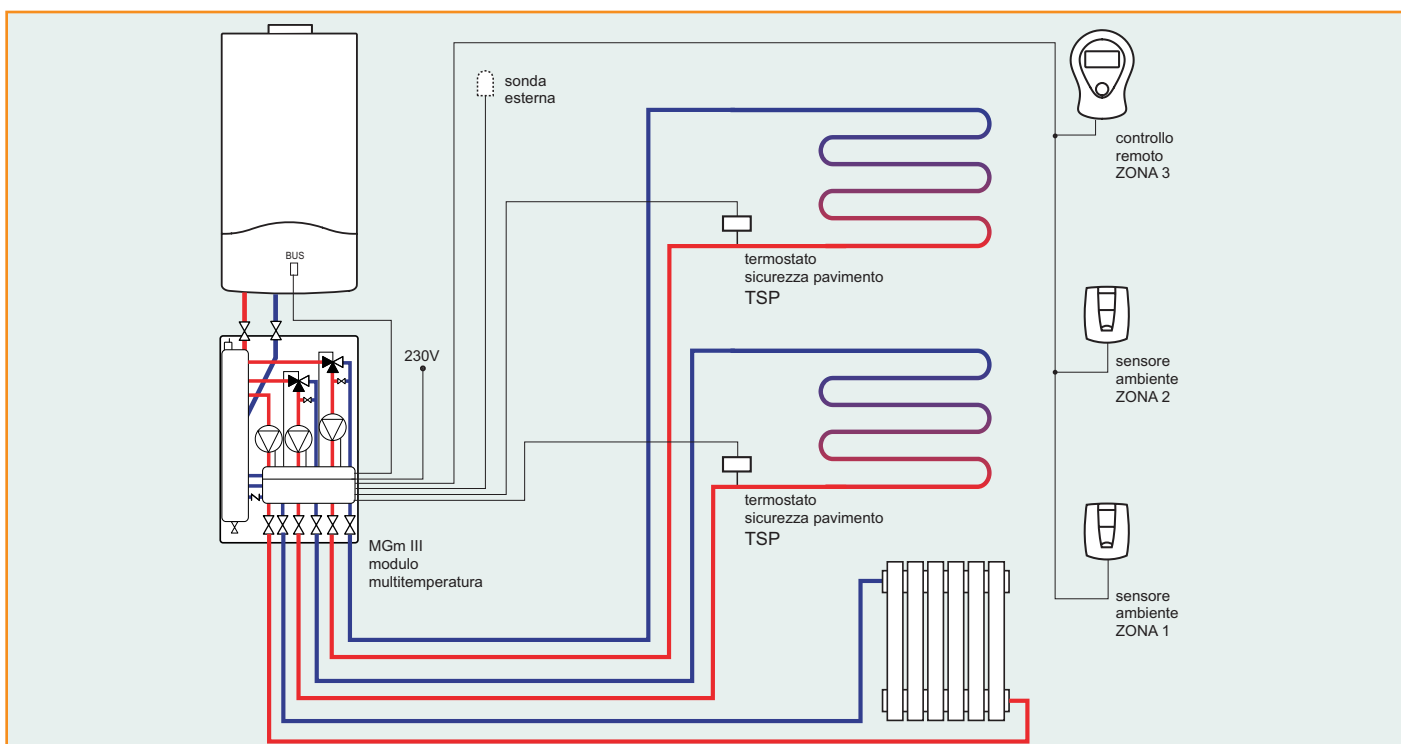 sonda
esterna
controllo
remoto
ZONA 3
termostato
sicurezza pavimento
TSP
BUS
230V
sensore
ambiente
ZONA 2
termostato
sicurezza pavimento
TSP
MGm III
modulo
multitemperatura
sensore
ambiente
ZONA 1